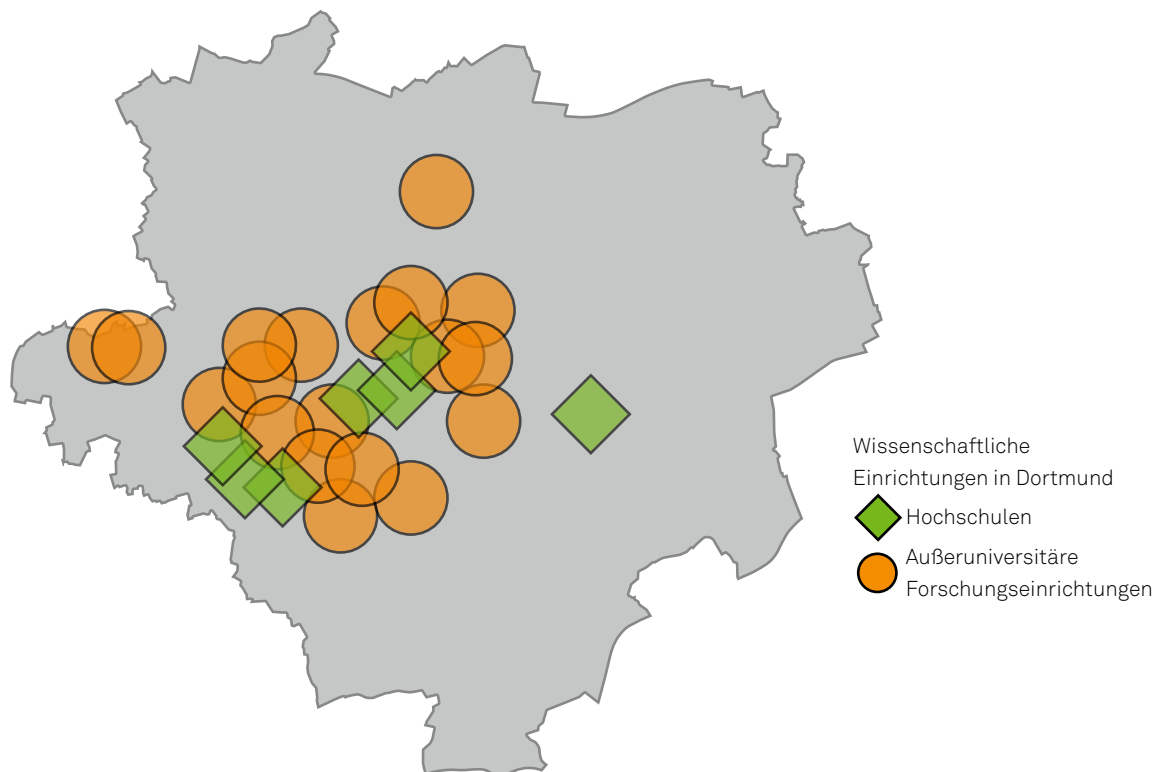 Wissenschaftliche
Einrichtungen in Dortmund
Hochschulen
Außeruniversitäre
Forschungseinrichtungen